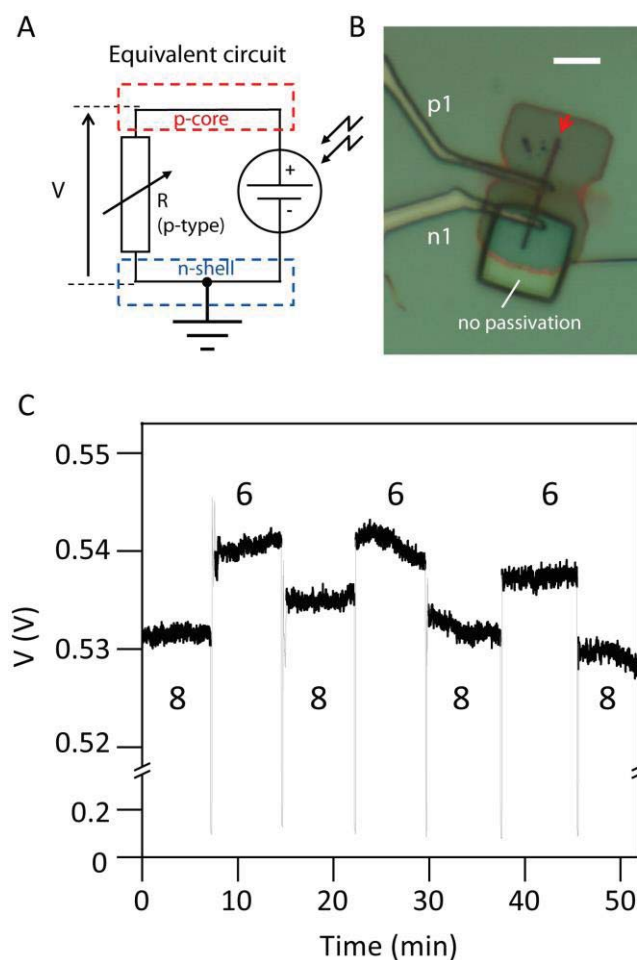 A
Equivalent circuit
p-core
V
+
-
R
(p-type)
n-shell
B
p1
n1
no passivation
C
0.55
0.54
0.53
0.52
0.2
0
V (V)
6
6
6
8
8
8
8
0
10
20
30
40
50
Time (min)